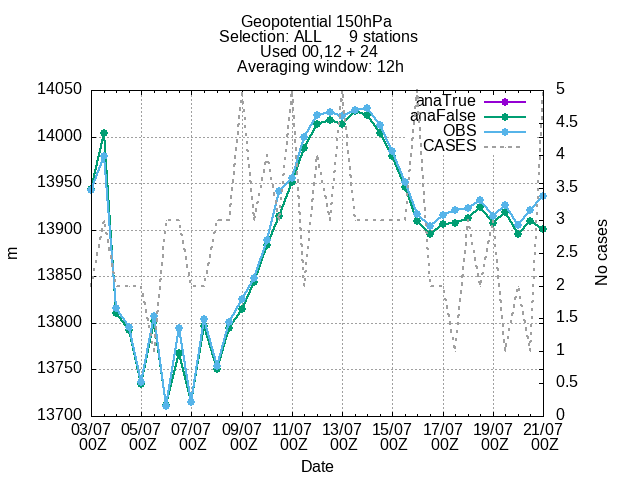 Geopotential 150hPa
Selection: ALL 9 stations
Used 00,12 + 24
Averaging window: 12h
14050
14000
13950
13900
13850
13800
13750
13700
m
5
4.5
4
3.5
3
2.5
2
1.5
1
0.5
0
No cases
anaTrue
anaFalse
OBS
CASES
03/07 05/07 07/07 09/07 11/07 13/07 15/07 17/07 19/07 21/07
00Z 00Z 00Z 00Z 00Z 00Z 00Z 00Z 00Z 00Z
Date